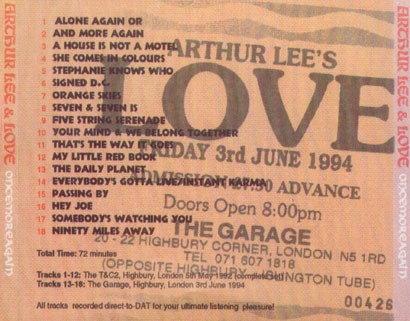 ARTHUR LEE & LOVE
ONCEMOREAGAIN
1 ALONE AGAIN OR
2 AND MORE AGAIN
3 A HOUSE IS NOT A MOTEL
4 SHE COMES IN COLOURS
5 STEPHANIE KNOWS WHO
6 SIGNED D.C.
7 ORANGE SKIES
8 SEVEN & SEVEN IS
9 FIVE STRING SERENADE
10 YOUR MIND & WE BELONG TOGETHER
11 THAT'S THE WAY IT GOES
12 MY LITTLE RED BOOK
13 THE DAILY PLANET
14 EVERYBODY'S GOTTA LIVE/INSTANT KARMA
15 PASSING BY
16 HEY JOE
17 SOMEBODY'S WATCHING YOU
18 NINETY MILES AWAY
ARTHUR LEE'S
LOVE
FRIDAY 3rd JUNE 1994
ADMISSION ADVANCE
Doors Open 8:00pm
THE GARAGE
20 - 22 HIGHBURY CORNER, LONDON N5 1RD
TEL 071 607 1818
(OPPOSITE HIGHBURY ISLINGTON TUBE)
00426
Total Time: 72 minutes
Tracks 1-12: The T&C2, Highbury, London 5th May 1992
Tracks 13-18: The Garage, Highbury, London 3rd June 1994
All tracks recorded direct-to-DAT for your ultimate listening pleasure!
ARTHUR LEE & LOVE
ONCEMOREAGAIN